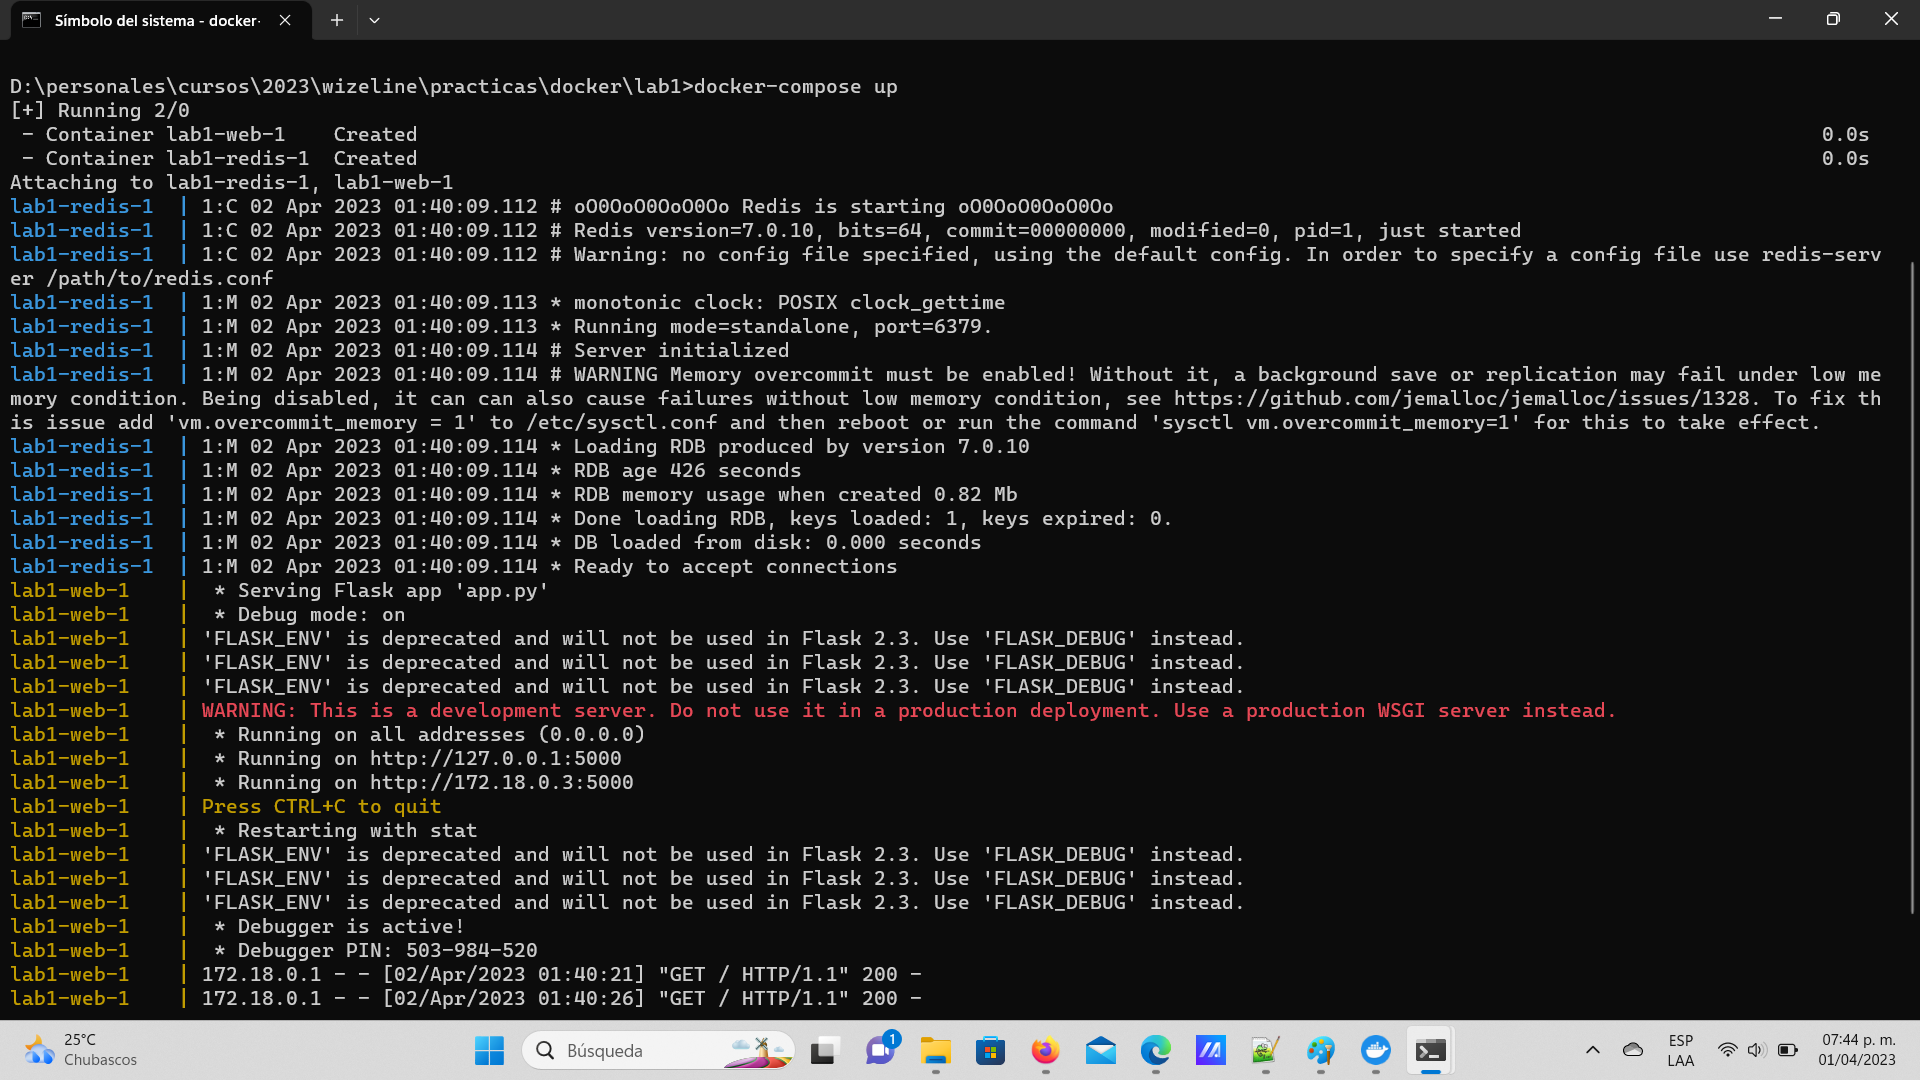 Símbolo del sistema - docker-
D:\personales\cursos\2023\wizeline\practicas\docker\lab1>docker-compose up
[+] Running 2/0
 - Container lab1-web-1    Created    0.0s
 - Container lab1-redis-1  Created    0.0s
Attaching to lab1-redis-1, lab1-web-1
lab1-redis-1  | 1:C 02 Apr 2023 01:40:09.112 # oO0OoO0OoO0Oo Redis is starting oO0OoO0OoO0Oo
lab1-redis-1  | 1:C 02 Apr 2023 01:40:09.112 # Redis version=7.0.10, bits=64, commit=00000000, modified=0, pid=1, just started
lab1-redis-1  | 1:C 02 Apr 2023 01:40:09.112 # Warning: no config file specified, using the default config. In order to specify a config file use redis-serv
er /path/to/redis.conf
lab1-redis-1  | 1:M 02 Apr 2023 01:40:09.113 * monotonic clock: POSIX clock_gettime
lab1-redis-1  | 1:M 02 Apr 2023 01:40:09.113 * Running mode=standalone, port=6379.
lab1-redis-1  | 1:M 02 Apr 2023 01:40:09.114 # Server initialized
lab1-redis-1  | 1:M 02 Apr 2023 01:40:09.114 # WARNING Memory overcommit must be enabled! Without it, a background save or replication may fail under low me
mory condition. Being disabled, it can can also cause failures without low memory condition, see https://github.com/jemalloc/jemalloc/issues/1328. To fix th
is issue add 'vm.overcommit_memory = 1' to /etc/sysctl.conf and then reboot or run the command 'sysctl vm.overcommit_memory=1' for this to take effect.
lab1-redis-1  | 1:M 02 Apr 2023 01:40:09.114 * Loading RDB produced by version 7.0.10
lab1-redis-1  | 1:M 02 Apr 2023 01:40:09.114 * RDB age 426 seconds
lab1-redis-1  | 1:M 02 Apr 2023 01:40:09.114 * RDB memory usage when created 0.82 Mb
lab1-redis-1  | 1:M 02 Apr 2023 01:40:09.114 * Done loading RDB, keys loaded: 1, keys expired: 0.
lab1-redis-1  | 1:M 02 Apr 2023 01:40:09.114 * DB loaded from disk: 0.000 seconds
lab1-redis-1  | 1:M 02 Apr 2023 01:40:09.114 * Ready to accept connections
lab1-web-1    |  * Serving Flask app 'app.py'
lab1-web-1    |  * Debug mode: on
lab1-web-1    | 'FLASK_ENV' is deprecated and will not be used in Flask 2.3. Use 'FLASK_DEBUG' instead.
lab1-web-1    | 'FLASK_ENV' is deprecated and will not be used in Flask 2.3. Use 'FLASK_DEBUG' instead.
lab1-web-1    | 'FLASK_ENV' is deprecated and will not be used in Flask 2.3. Use 'FLASK_DEBUG' instead.
lab1-web-1    | WARNING: This is a development server. Do not use it in a production deployment. Use a production WSGI server instead.
lab1-web-1    |  * Running on all addresses (0.0.0.0)
lab1-web-1    |  * Running on http://127.0.0.1:5000
lab1-web-1    |  * Running on http://172.18.0.3:5000
lab1-web-1    | Press CTRL+C to quit
lab1-web-1    |  * Restarting with stat
lab1-web-1    | 'FLASK_ENV' is deprecated and will not be used in Flask 2.3. Use 'FLASK_DEBUG' instead.
lab1-web-1    | 'FLASK_ENV' is deprecated and will not be used in Flask 2.3. Use 'FLASK_DEBUG' instead.
lab1-web-1    | 'FLASK_ENV' is deprecated and will not be used in Flask 2.3. Use 'FLASK_DEBUG' instead.
lab1-web-1    |  * Debugger is active!
lab1-web-1    |  * Debugger PIN: 503-984-520
lab1-web-1    | 172.18.0.1 - - [02/Apr/2023 01:40:21] "GET / HTTP/1.1" 200 -
lab1-web-1    | 172.18.0.1 - - [02/Apr/2023 01:40:26] "GET / HTTP/1.1" 200 -
25°C
Chubascos
Búsqueda
1
ESP
LAA
07:44 p. m.
01/04/2023